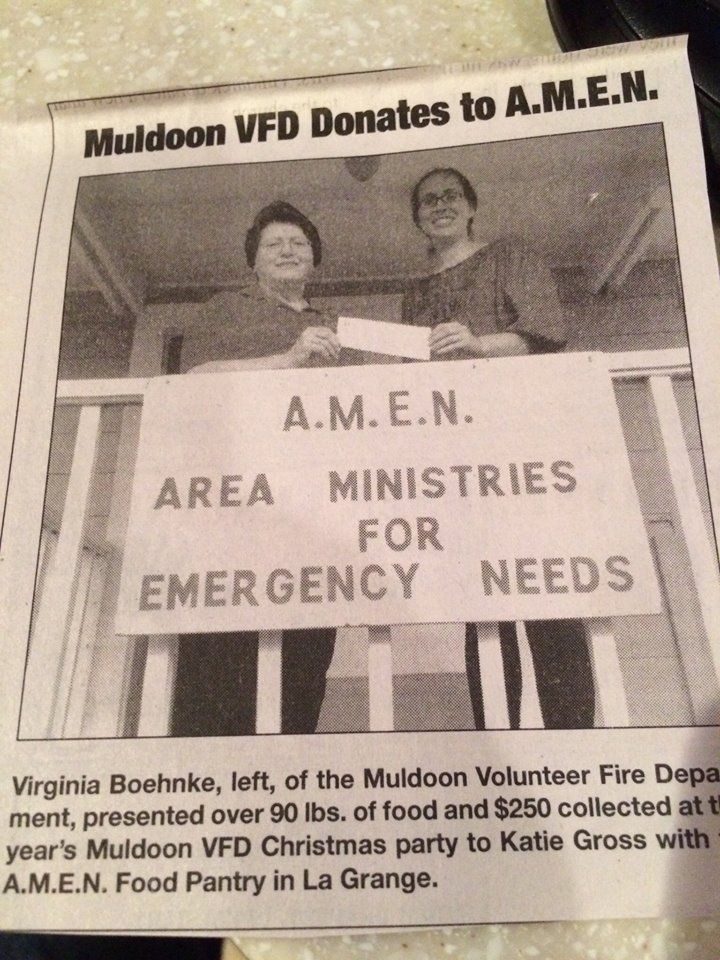 Muldoon VFD Donates to A.M.E.N.
A.M.E.N.
AREA MINISTRIES
FOR
EMERGENCY NEEDS
Virginia Boehnke, left, of the Muldoon Volunteer Fire Depa
ment, presented over 90 lbs. of food and $250 collected at t
year's Muldoon VFD Christmas party to Katie Gross with
A.M.E.N. Food Pantry in La Grange.